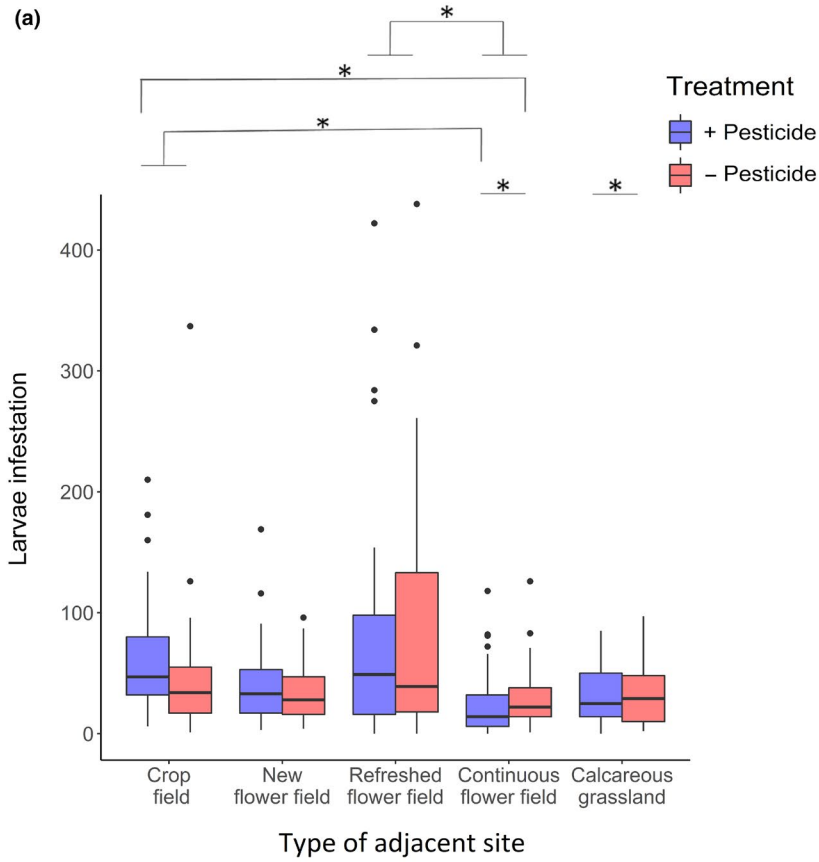 (a)
*
*
*
*
*
Treatment
+ Pesticide
– Pesticide
Larvae infestation
400
300
200
100
0
Crop
field
New
flower field
Refreshed
flower field
Continuous
flower field
Calcareous
grassland
Type of adjacent site